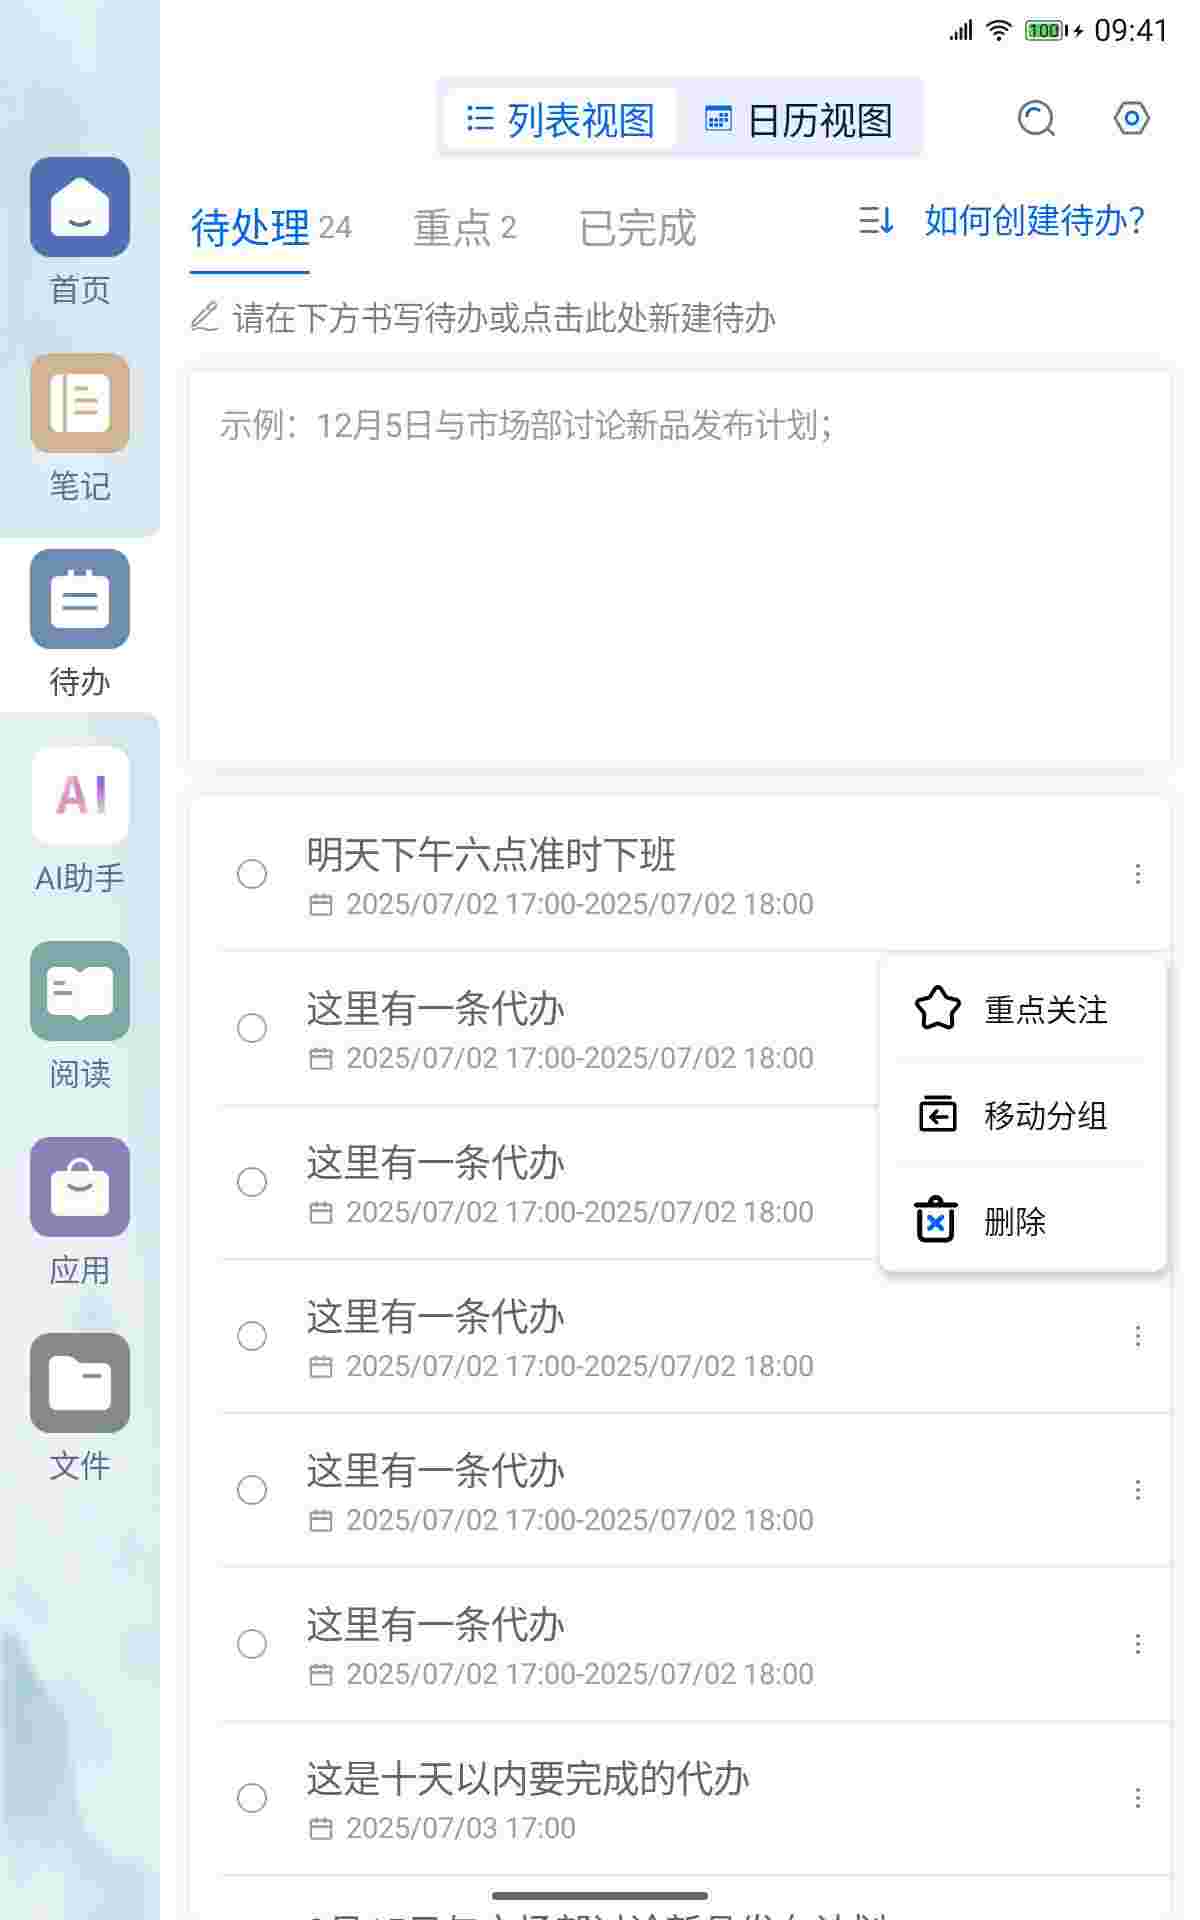 100 09:41
列表视图 日历视图
待处理 24 重点 2 已完成 如何创建待办?
请在下方书写待办或点击此处新建待办
示例：12月5日与市场部讨论新品发布计划；
首页
笔记
待办
AI
AI助手
阅读
应用
文件
明天下午六点准时下班
2025/07/02 17:00-2025/07/02 18:00
这里有一条代办
2025/07/02 17:00-2025/07/02 18:00
重点关注
移动分组
删除
这里有一条代办
2025/07/02 17:00-2025/07/02 18:00
这里有一条代办
2025/07/02 17:00-2025/07/02 18:00
这里有一条代办
2025/07/02 17:00-2025/07/02 18:00
这里有一条代办
2025/07/02 17:00-2025/07/02 18:00
这是十天以内要完成的代办
2025/07/03 17:00